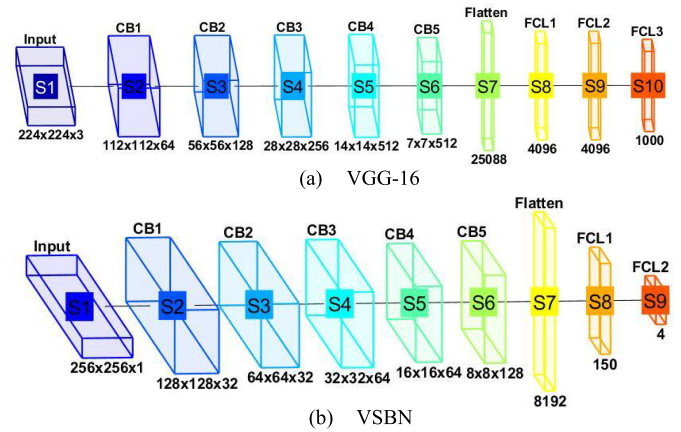 Input CB1 CB2 CB3 CB4 CB5 Flatten FCL1 FCL2 FCL3
S1 S2 S3 S4 S5 S6 S7 S8 S9 S10
224x224x3 112x112x64 56x56x128 28x28x256 14x14x512 7x7x512 25088 4096 4096 1000
(a) VGG-16
Input CB1 CB2 CB3 CB4 CB5 Flatten FCL1 FCL2
S1 S2 S3 S4 S5 S6 S7 S8 S9
256x256x1 128x128x32 64x64x32 32x32x64 16x16x64 8x8x128 8192 150 4
(b) VSBN